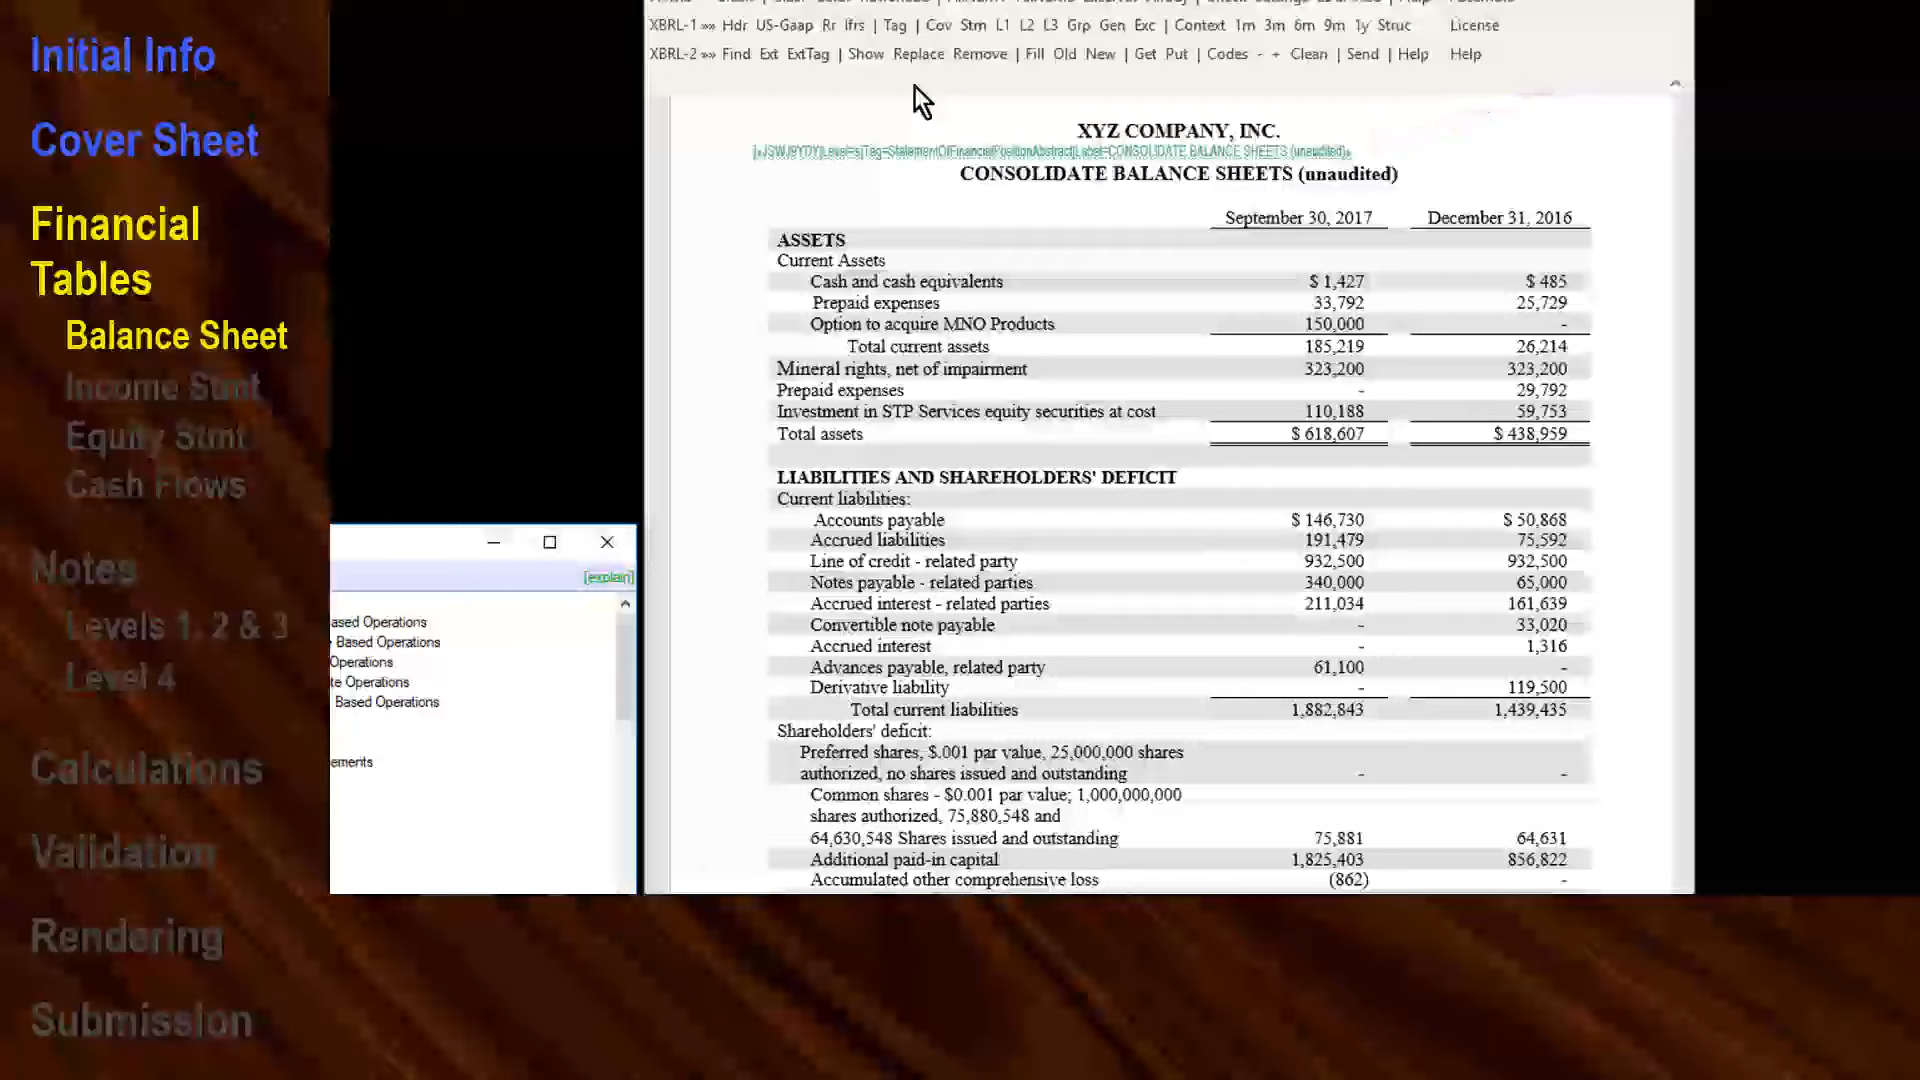 Initial Info
Cover Sheet
Financial
Tables
Balance Sheet
Income Stmt
Equity Stmt
Cash Flows
Notes
Levels 1, 2 & 3
Level 4
Calculations
Validation
Rendering
Submission
XBRL-1 »» Hdr US-Gaap Rr Ifrs | Tag | Cov Stm L1 L2 L3 Grp Gen Exc | Context 1m 3m 6m 9m 1y Struc License
XBRL-2 »» Find Ext ExtTag | Show Replace Remove | Fill Old New | Get Put | Codes - + Clean | Send | Help Help
[explain]
ased Operations
Based Operations
Operations
te Operations
Based Operations
ements
XYZ COMPANY, INC.
Level=s|Tag=StatementOfFinancialPositionAbstract|Label=CONSOLIDATE BALANCE SHEETS (unaudited)
CONSOLIDATE BALANCE SHEETS (unaudited)
September 30, 2017 December 31, 2016
ASSETS
Current Assets
Cash and cash equivalents $ 1,427 $ 485
Prepaid expenses 33,792 25,729
Option to acquire MNO Products 150,000 -
Total current assets 185,219 26,214
Mineral rights, net of impairment 323,200 323,200
Prepaid expenses - 29,792
Investment in STP Services equity securities at cost 110,188 59,753
Total assets $ 618,607 $ 438,959
LIABILITIES AND SHAREHOLDERS' DEFICIT
Current liabilities:
Accounts payable $ 146,730 $ 50,868
Accrued liabilities 191,479 75,592
Line of credit - related party 932,500 932,500
Notes payable - related parties 340,000 65,000
Accrued interest - related parties 211,034 161,639
Convertible note payable - 33,020
Accrued interest - 1,316
Advances payable, related party 61,100 -
Derivative liability - 119,500
Total current liabilities 1,882,843 1,439,435
Shareholders' deficit:
Preferred shares, $.001 par value, 25,000,000 shares
authorized, no shares issued and outstanding - -
Common shares - $0.001 par value; 1,000,000,000
shares authorized, 75,880,548 and
64,630,548 Shares issued and outstanding 75,881 64,631
Additional paid-in capital 1,825,403 856,822
Accumulated other comprehensive loss (862) -